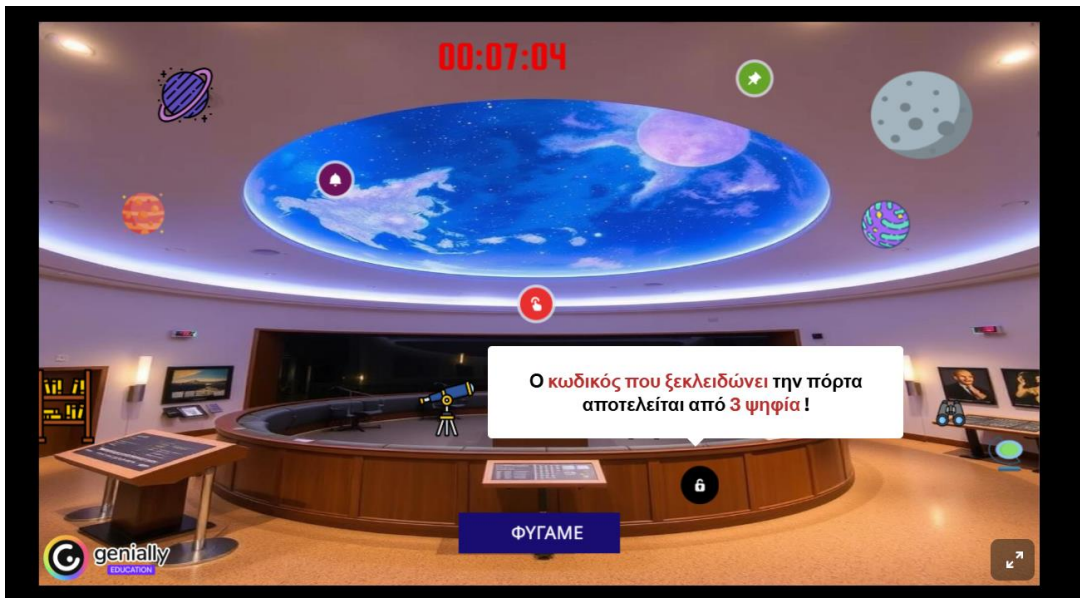 00:07:04
Ο κωδικός που ξεκλειδώνει την πόρτα
αποτελείται από 3 ψηφία !
ΦΥΓΑΜΕ
genially
EDUCATION